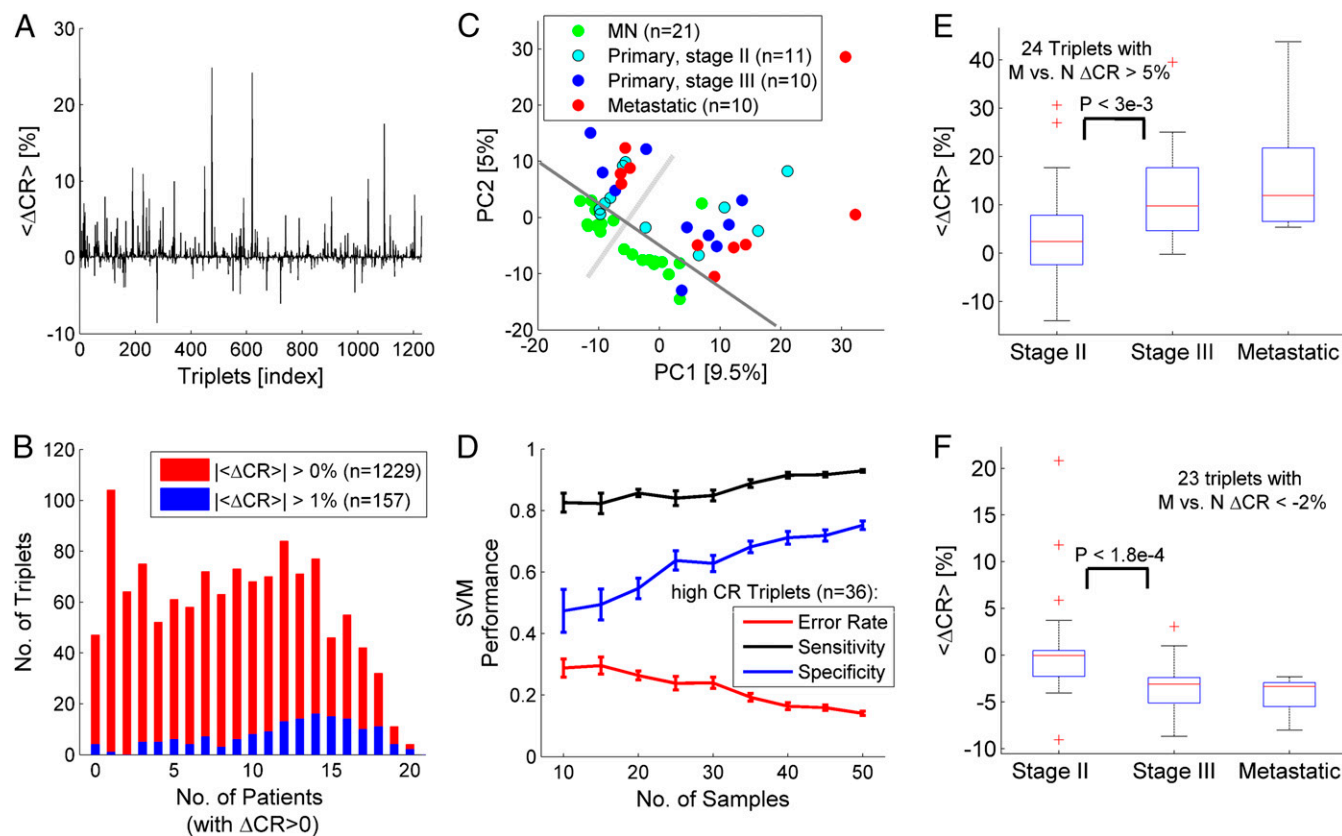 A
<ΔCR> [%]
30
20
10
0
-10
0
200
400
600
800
1000
1200
Triplets [index]
B
No. of Triplets
120
100
80
60
40
20
0
|<ΔCR>| > 0% (n=1229)
|<ΔCR>| > 1% (n=157)
0
5
10
15
20
No. of Patients
(with ΔCR>0)
C
PC2 [5%]
30
20
10
0
-10
-20
MN (n=21)
Primary, stage II (n=11)
Primary, stage III (n=10)
Metastatic (n=10)
-20
-10
0
10
20
30
PC1 [9.5%]
D
SVM
Performance
1
0.8
0.6
0.4
0.2
0
high CR Triplets (n=36):
Error Rate
Sensitivity
Specificity
10
20
30
40
50
No. of Samples
E
<ΔCR> [%]
40
30
20
10
0
-10
24 Triplets with
M vs. N ΔCR > 5%
P < 3e-3
Stage II
Stage III
Metastatic
F
<ΔCR> [%]
20
15
10
5
0
-5
-10
23 triplets with
M vs. N ΔCR < -2%
P < 1.8e-4
Stage II
Stage III
Metastatic